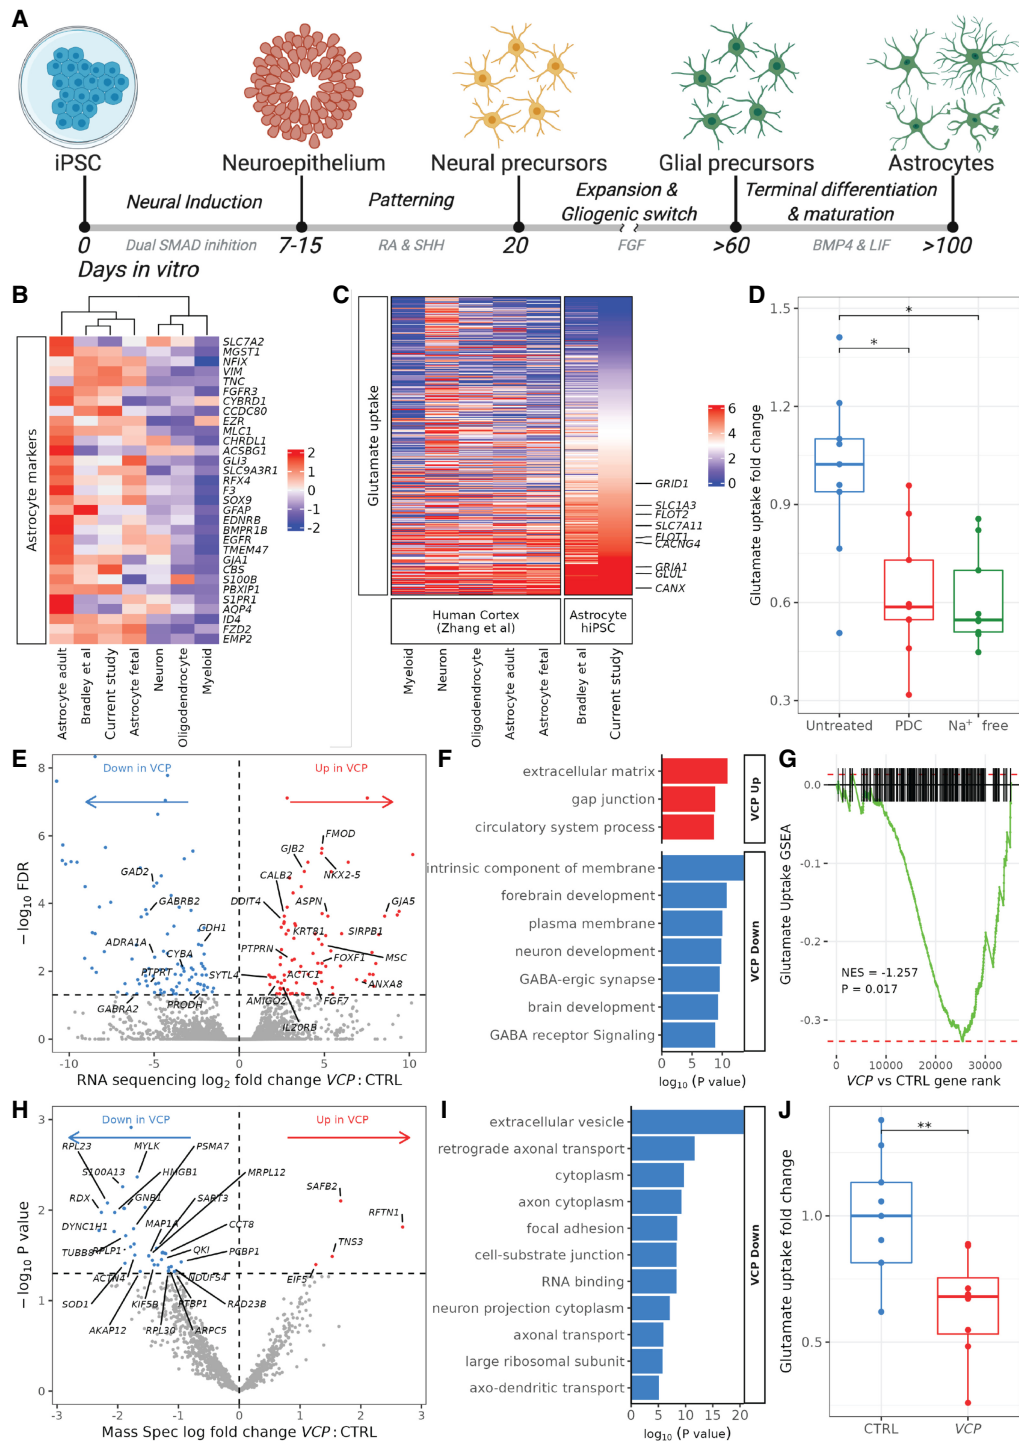 A
iPSC
Neuroepithelium
Neural precursors
Glial precursors
Astrocytes
Neural Induction
Patterning
Expansion &
Gliogenic switch
Terminal differentiation
& maturation
0
Dual SMAD inihition
7-15
RA & SHH
20
FGF
>60
BMP4 & LIF
>100
Days in vitro
B
Astrocyte markers
SLC7A2
MGST1
NFIX
VIM
TNC
FGFR3
CYBRD1
CCDC80
EZR
MLC1
CHRDL1
ACSBG1
GLI3
SLC9A3R1
RFX4
F3
SOX9
GFAP
EDNRB
BMPR1B
EGFR
TMEM47
GJA1
CBS
S100B
PBXIP1
S1PR1
AQP4
ID4
FZD2
EMP2
2
1
0
-1
-2
Astrocyte adult
Bradley et al
Current study
Astrocyte fetal
Neuron
Oligodendrocyte
Myeloid
C
Glutamate uptake
GRID1
SLC1A3
FLOT2
SLC7A11
FLOT1
CACNG4
GRIA1
GLUL
CANX
6
4
2
0
Human Cortex
(Zhang et al)
Astrocyte
hiPSC
Myeloid
Neuron
Oligodendrocyte
Astrocyte adult
Astrocyte fetal
Bradley et al
Current study
D
Glutamate uptake fold change
1.5
1.2
0.9
0.6
0.3
*
*
Untreated
PDC
Na+ free
E
Down in VCP
Up in VCP
− log10 FDR
8
6
4
2
0
FMOD
GJB2
NKX2-5
GAD2
CALB2
GABRB2
DDIT4
ASPN
GJA5
CDH1
KRT81
SIRPB1
ADRA1A
CYBA
PTPRN
FOXF1
MSC
PTPRT
SYTL4
ACTC1
ANXA8
GABRA2
PRODH
AMIGO2
FGF7
IL20RB
-10
-5
0
5
10
RNA sequencing log2 fold change VCP : CTRL
F
extracellular matrix
gap junction
circulatory system process
VCP Up
intrinsic component of membrane
forebrain development
plasma membrane
neuron development
GABA-ergic synapse
brain development
GABA receptor Signaling
VCP Down
0
5
10
log10 (P value)
G
Glutamate Uptake GSEA
0.0
-0.1
-0.2
-0.3
NES = -1.257
P = 0.017
0
10000
20000
30000
VCP vs CTRL gene rank
H
Down in VCP
Up in VCP
− log10 P value
3
2
1
0
RPL23
MYLK
PSMA7
S100A13
HMGB1
MRPL12
RDX
GNB1
SART3
SAFB2
RFTN1
DYNC1H1
MAP1A
CCT8
TNS3
TUBB8
RPLP1
QKI
PCBP1
ACTN4
NDUFS4
EIF5
SOD1
KIF5B
PTBP1
RAD23B
AKAP12
RPL30
ARPC5
-3
-2
-1
0
1
2
3
Mass Spec log fold change VCP : CTRL
I
extracellular vesicle
retrograde axonal transport
cytoplasm
axon cytoplasm
focal adhesion
cell-substrate junction
RNA binding
neuron projection cytoplasm
axonal transport
large ribosomal subunit
axo-dendritic transport
VCP Down
0
5
10
15
20
log10 (P value)
J
Glutamate uptake fold change
1.0
0.5
**
CTRL
VCP